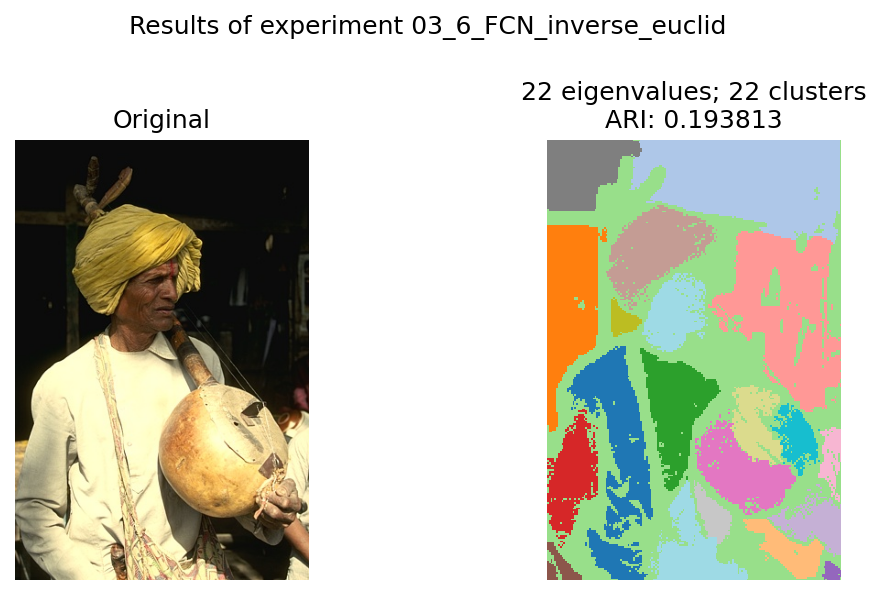 Results of experiment 03_6_FCN_inverse_euclid
Original
22 eigenvalues; 22 clusters
ARI: 0.193813